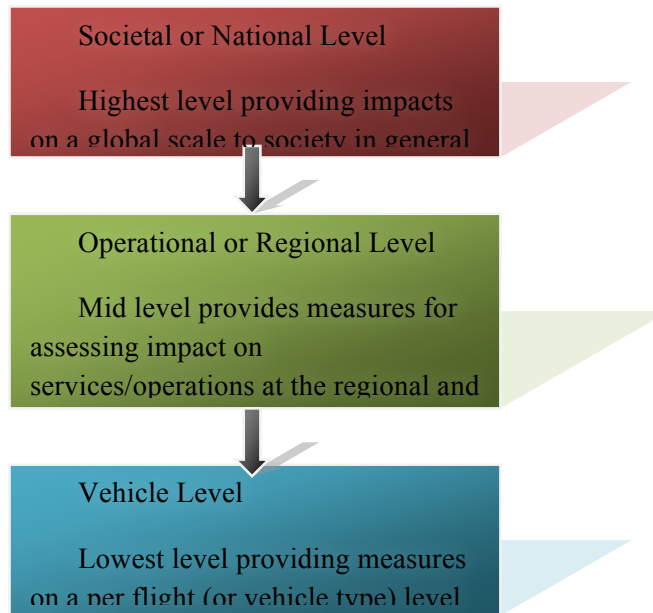 Societal or National Level
Highest level providing impacts
on a global scale to society in general
Operational or Regional Level
Mid level provides measures for
assessing impact on
services/operations at the regional and
Vehicle Level
Lowest level providing measures
on a per flight (or vehicle type) level